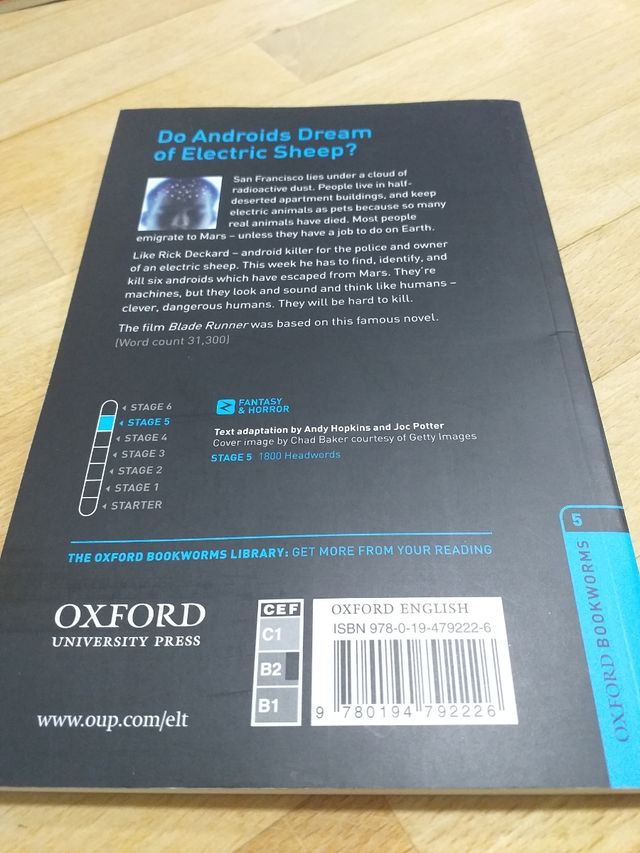 Do Androids Dream
of Electric Sheep?
San Francisco lies under a cloud of
radioactive dust. People live in half-
deserted apartment buildings, and keep
electric animals as pets because so many
real animals have died. Most people
emigrate to Mars – unless they have a job to do on Earth.
Like Rick Deckard – android killer for the police and owner
of an electric sheep. This week he has to find, identify, and
kill six androids which have escaped from Mars. They're
machines, but they look and sound and think like humans –
clever, dangerous humans. They will be hard to kill.
The film Blade Runner was based on this famous novel.
(Word count 31,300)
STAGE 6
STAGE 5
STAGE 4
STAGE 3
STAGE 2
STAGE 1
STARTER
FANTASY
& HORROR
Text adaptation by Andy Hopkins and Joc Potter
Cover image by Chad Baker courtesy of Getty Images
STAGE 5 1800 Headwords
THE OXFORD BOOKWORMS LIBRARY: GET MORE FROM YOUR READING
OXFORD
UNIVERSITY PRESS
www.oup.com/elt
CEF
C1
B2
B1
OXFORD ENGLISH
ISBN 978-0-19-479222-6
9 780194 792226
5
OXFORD BOOKWORMS